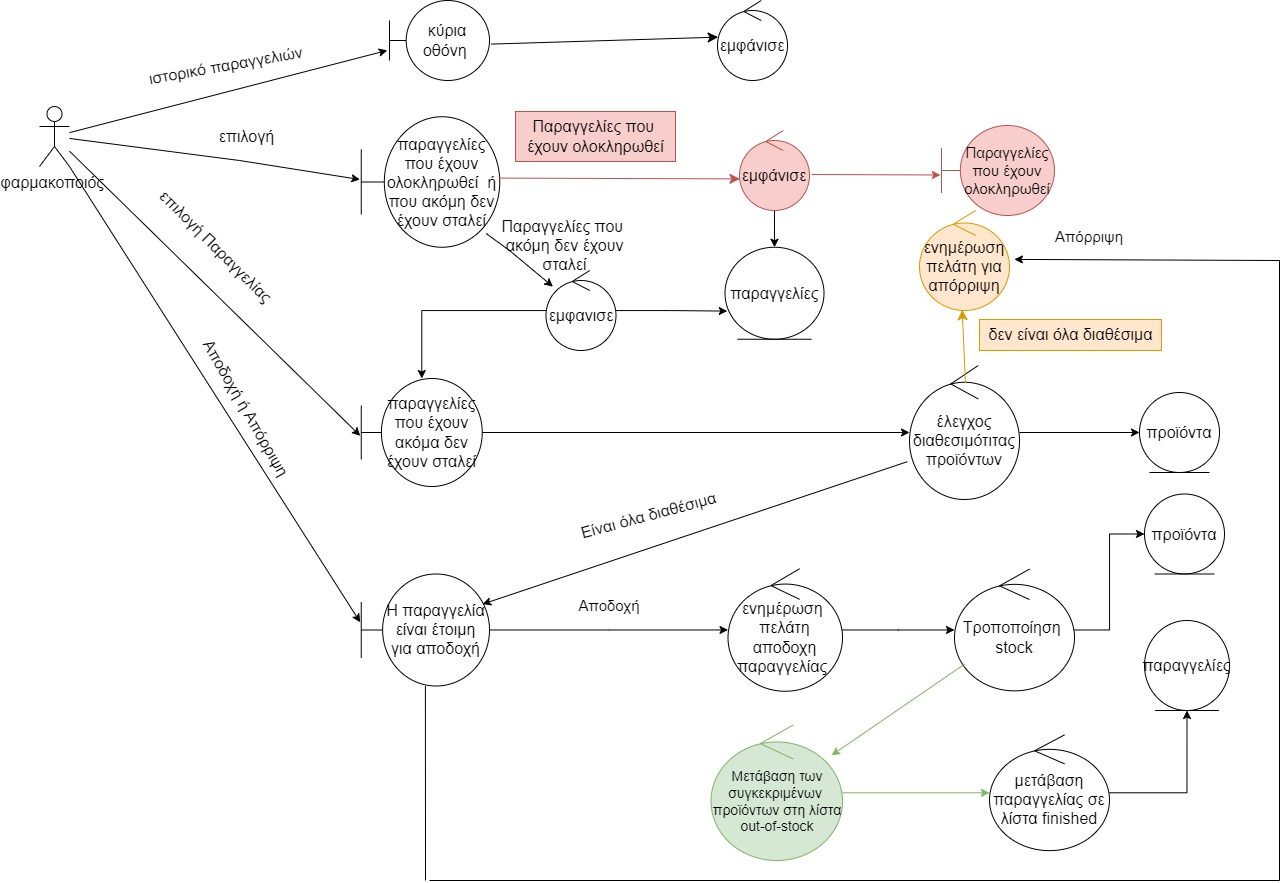 κύρια
οθόνη
εμφάνισε
ιστορικό παραγγελιών
φαρμακοποιός
επιλογή
παραγγελίες
που έχουν
ολοκληρωθεί ή
που ακόμη δεν
έχουν σταλεί
Παραγγελίες που
έχουν ολοκληρωθεί
εμφάνισε
Παραγγελίες
που έχουν
ολοκληρωθεί
επιλογή Παραγγελίας
Παραγγελίες που
ακόμη δεν έχουν
σταλεί
εμφανισε
παραγγελίες
ενημέρωση
πελάτη για
απόρριψη
Απόρριψη
δεν είναι όλα διαθέσιμα
Αποδοχή ή Απόρριψη
παραγγελίες
που έχουν
ακόμα δεν
έχουν σταλεί
έλεγχος
διαθεσιμότιτας
προϊόντων
προϊόντα
Είναι όλα διαθέσιμα
προϊόντα
Η παραγγελία
είναι έτοιμη
για αποδοχή
Αποδοχή
ενημέρωση
πελάτη
αποδοχη
παραγγελίας
Τροποποίηση
stock
παραγγελίες
Μετάβαση των
συγκεκριμένων
προϊόντων στη λίστα
out-of-stock
μετάβαση
παραγγελίας σε
λίστα finished